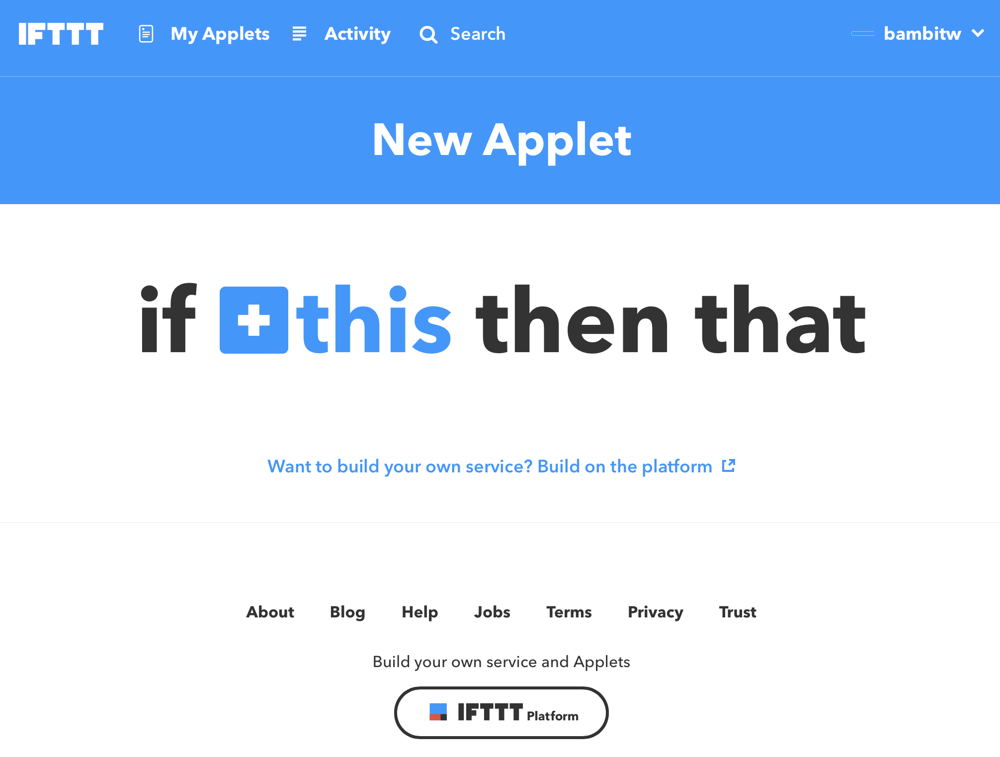 IFTTT My Applets Activity Search bambitw
New Applet
if this then that
Want to build your own service? Build on the platform
About Blog Help Jobs Terms Privacy Trust
Build your own service and Applets
IFTTT Platform